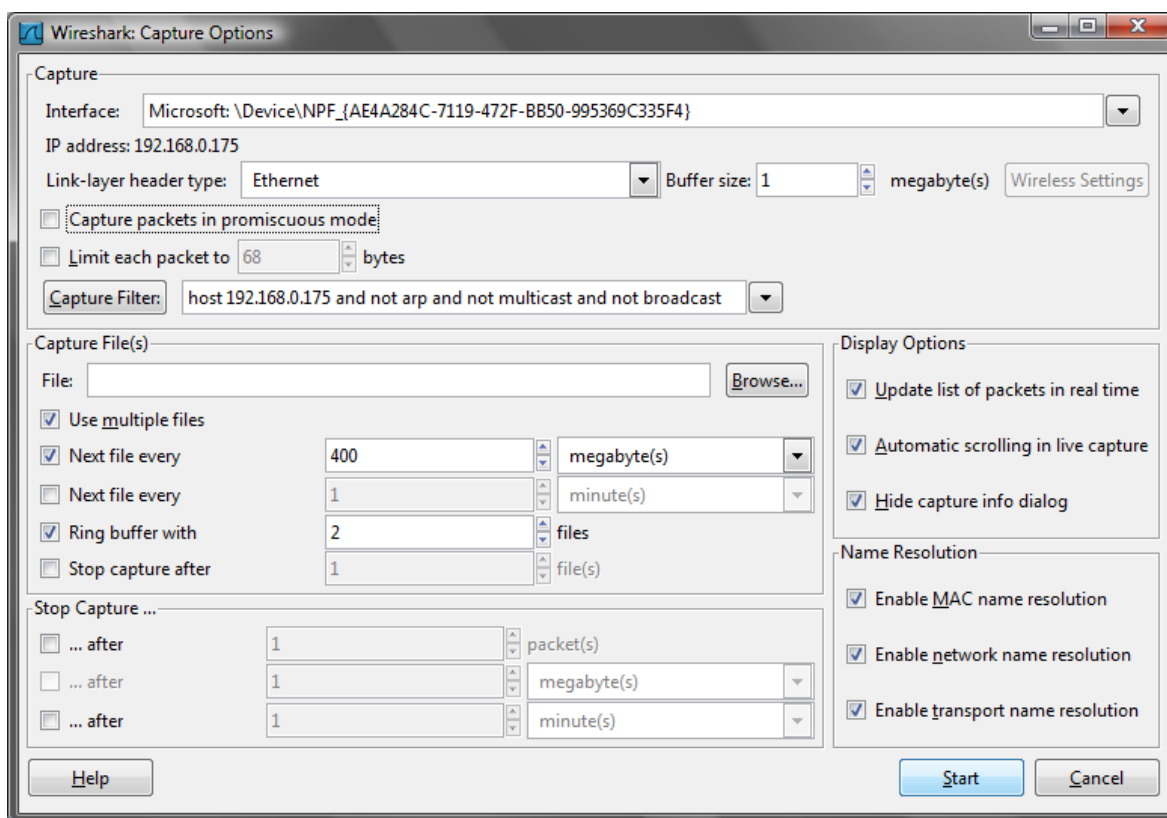 Wireshark: Capture Options
Capture
Interface: Microsoft: \Device\NPF_{AE4A284C-7119-472F-BB50-995369C335F4}
IP address: 192.168.0.175
Link-layer header type: Ethernet Buffer size: 1 megabyte(s) Wireless Settings
Capture packets in promiscuous mode
Limit each packet to 68 bytes
Capture Filter: host 192.168.0.175 and not arp and not multicast and not broadcast
Capture File(s)
File: Browse...
Use multiple files
Next file every 400 megabyte(s)
Next file every 1 minute(s)
Ring buffer with 2 files
Stop capture after 1 file(s)
Stop Capture ...
... after 1 packet(s)
... after 1 megabyte(s)
... after 1 minute(s)
Display Options
Update list of packets in real time
Automatic scrolling in live capture
Hide capture info dialog
Name Resolution
Enable MAC name resolution
Enable network name resolution
Enable transport name resolution
Help Start Cancel